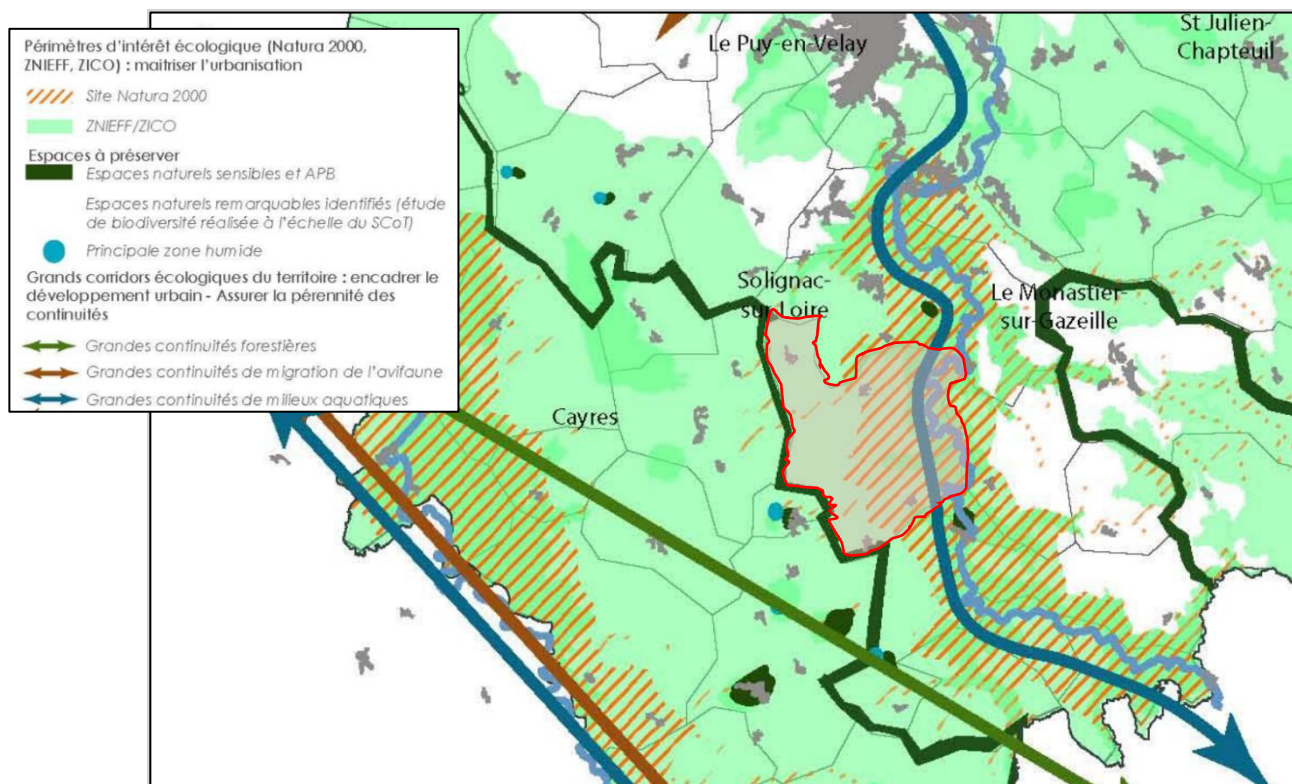 Périmètres d'intérêt écologique (Natura 2000,
ZNIEFF, ZICO) : maitriser l'urbanisation
Site Natura 2000
ZNIEFF/ZICO
Espaces à préserver
Espaces naturels sensibles et APB
Espaces naturels remarquables identifiés (étude
de biodiversité réalisée à l'échelle du SCoT)
Principale zone humide
Grands corridors écologiques du territoire : encadrer le
développement urbain - Assurer la pérennité des
continuités
Grandes continuités forestières
Grandes continuités de migration de l'avifaune
Grandes continuités de milieux aquatiques
Le Puy-en-Velay
St Julien-
Chapteuil
Solignac-
sur-Loire
Le Monastier-
sur-Gazeille
Cayres